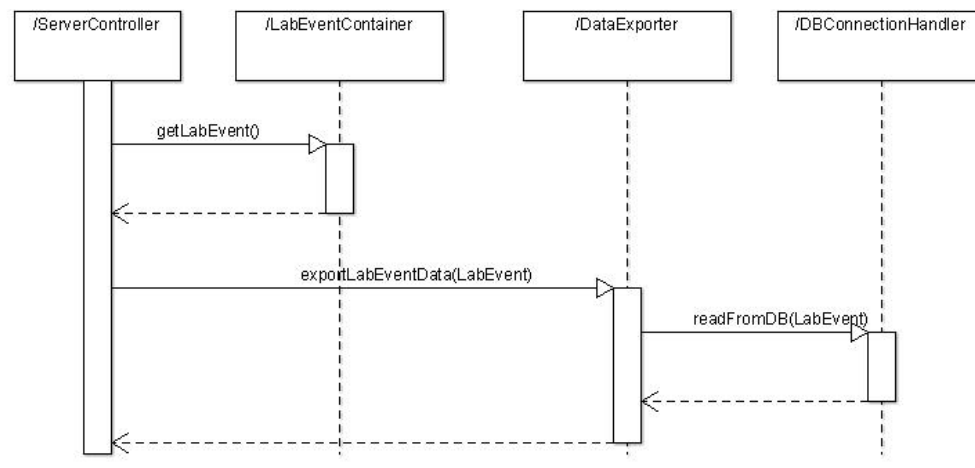 /ServerController
/LabEventContainer
/DataExporter
/DBConnectionHandler
getLabEvent()
exportLabEventData(LabEvent)
readFromDB(LabEvent)